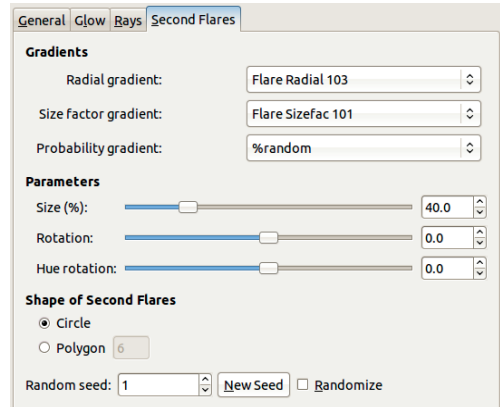 General Glow Rays Second Flares
Gradients
Radial gradient: Flare Radial 103
Size factor gradient: Flare Sizefac 101
Probability gradient: %random
Parameters
Size (%): 40.0
Rotation: 0.0
Hue rotation: 0.0
Shape of Second Flares
Circle
Polygon 6
Random seed: 1 New Seed Randomize